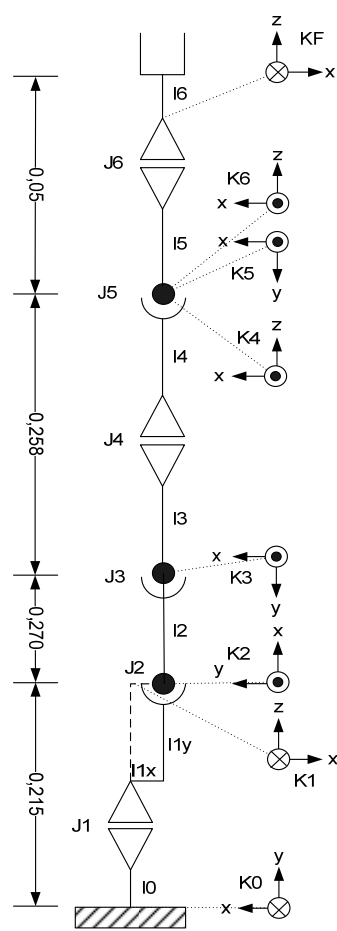 z
KF
x
l6
J6
z
K6
x
0,05
l5
x
K5
y
J5
z
K4
l4
x
0,258
J4
l3
x
J3
K3
y
0,270
l2
x
J2
y
K2
z
l1y
x
K1
l1x
0,215
J1
y
l0
K0
x